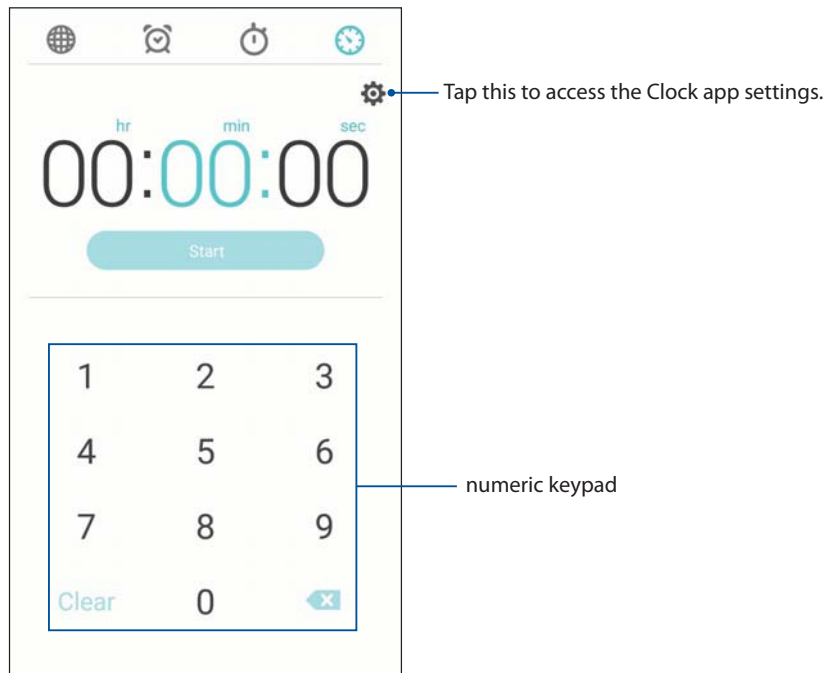 Tap this to access the Clock app settings.
hr min sec
00:00:00
Start
1 2 3
4 5 6
numeric keypad
7 8 9
Clear 0